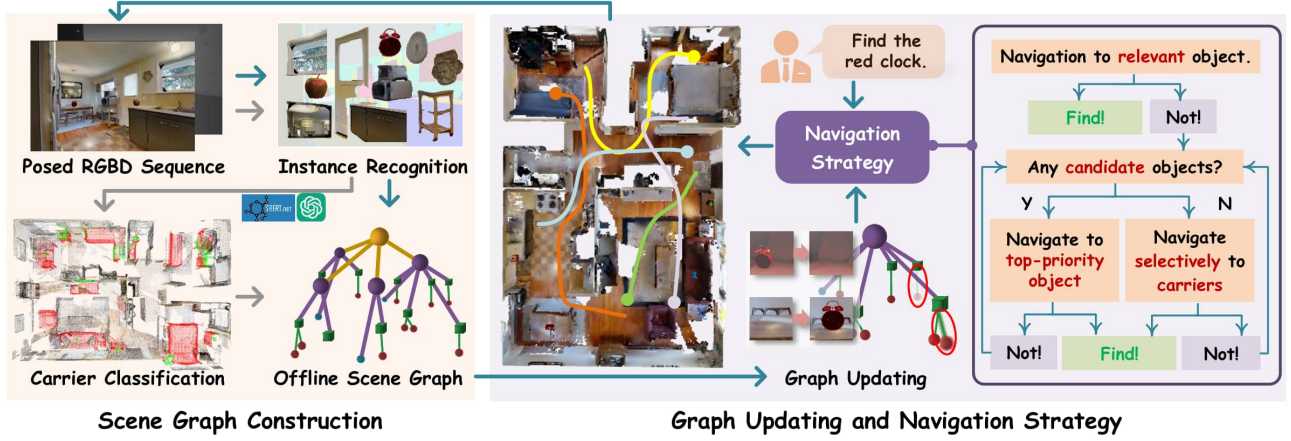 Posed RGBD Sequence
Instance Recognition
SBERT.net
Carrier Classification
Offline Scene Graph
Scene Graph Construction
Find the
red clock.
Navigation
Strategy
Graph Updating
Navigation to relevant object.
Find!
Not!
Any candidate objects?
Y
N
Navigate to
top-priority
object
Navigate
selectively to
carriers
Not!
Find!
Not!
Graph Updating and Navigation Strategy